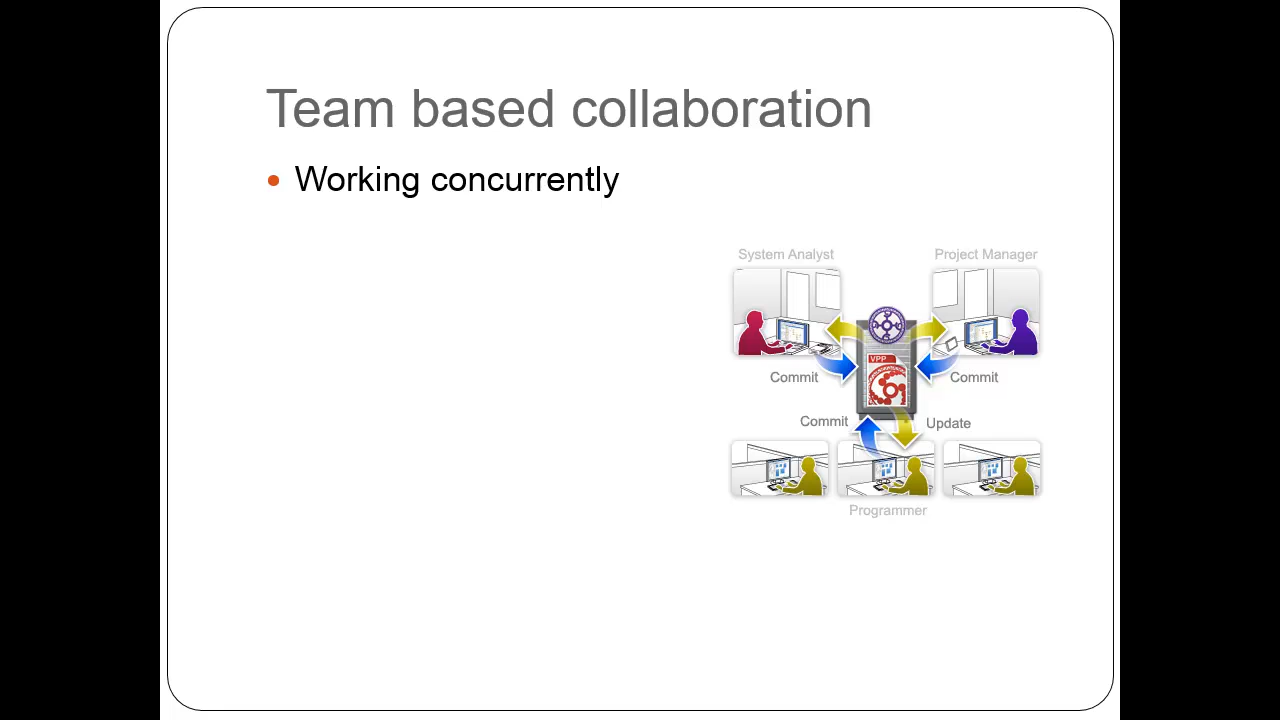 Team based collaboration
Working concurrently
System Analyst
Project Manager
VPP
Commit
Commit
Commit
Update
Programmer